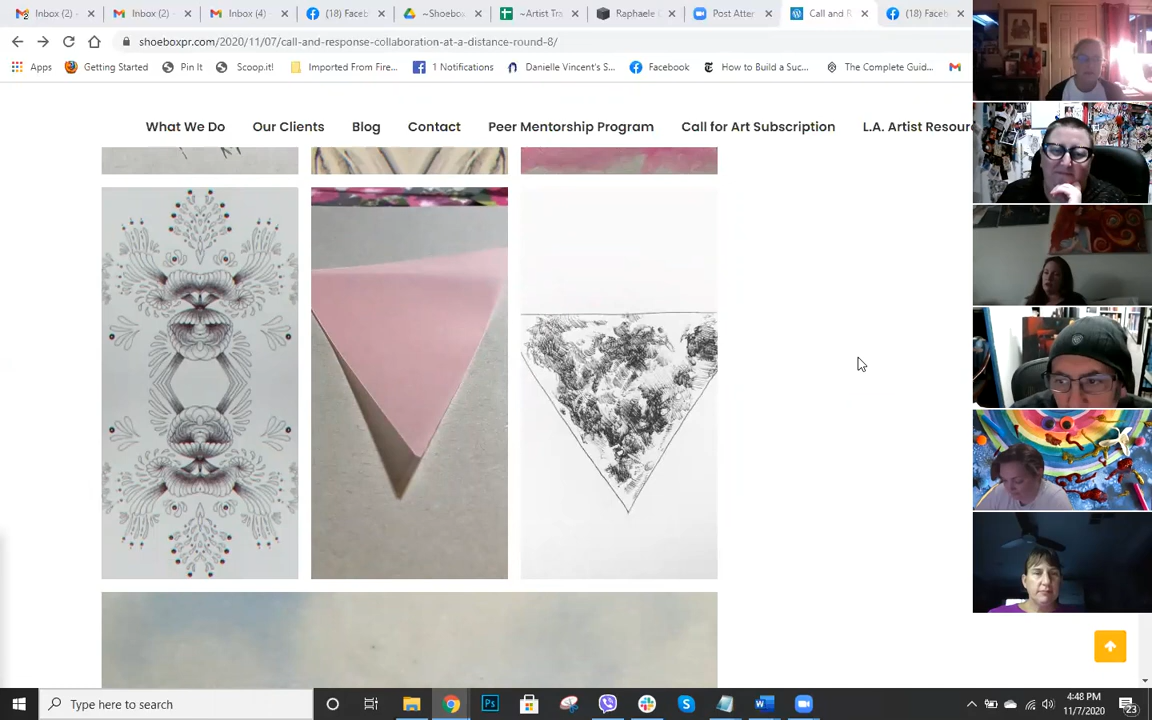 Inbox (2) -
Inbox (2) -
Inbox (4)
(18) Faceb
~Shoebo
~Artist Tra
Raphaele
Post Atter
Call and R
(18) Faceb
shoeboxpr.com/2020/11/07/call-and-response-collaboration-at-a-distance-round-8/
Apps
Getting Started
Pin It
Scoop.it!
Imported From Fire...
1 Notifications
Danielle Vincent's S...
Facebook
How to Build a Suc...
The Complete Guide...
What We Do
Our Clients
Blog
Contact
Peer Mentorship Program
Call for Art Subscription
L.A. Artist Resour
Type here to search
4:48 PM
11/7/2020
23